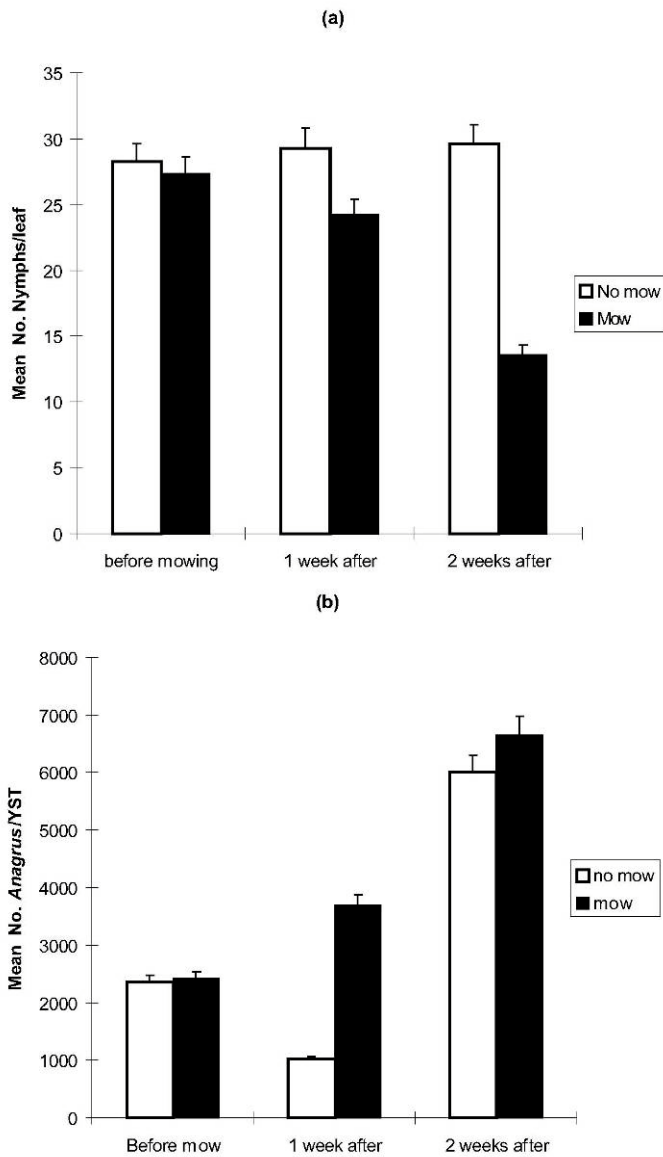 (a)
Mean No. Nymphs/leaf
35
30
25
20
15
10
5
0
before mowing
1 week after
2 weeks after
No mow
Mow
(b)
Mean No. Anagrus/YST
8000
7000
6000
5000
4000
3000
2000
1000
0
Before mow
1 week after
2 weeks after
no mow
mow